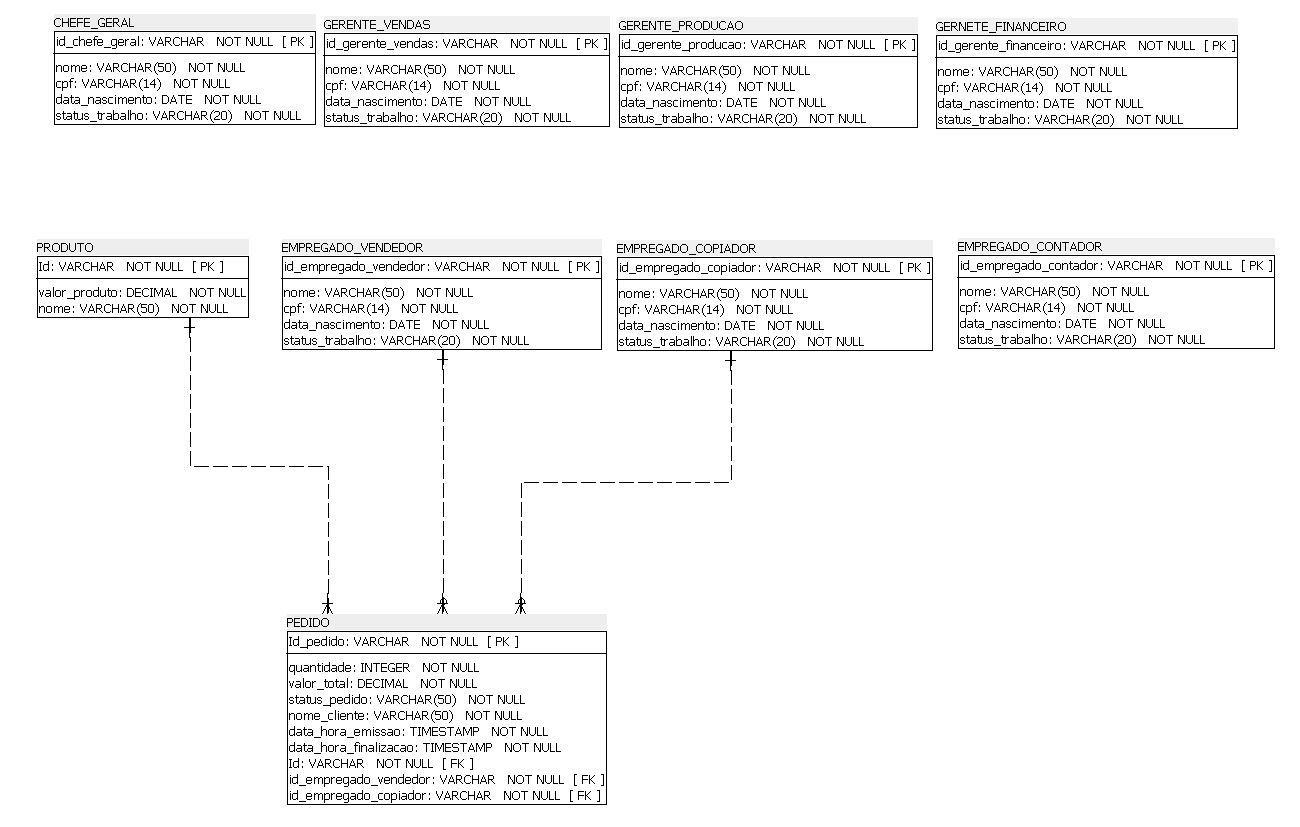 CHEFE_GERAL
id_chefe_geral: VARCHAR NOT NULL [ PK ]
nome: VARCHAR(50) NOT NULL
cpf: VARCHAR(14) NOT NULL
data_nascimento: DATE NOT NULL
status_trabalho: VARCHAR(20) NOT NULL
GERENTE_VENDAS
id_gerente_vendas: VARCHAR NOT NULL [ PK ]
nome: VARCHAR(50) NOT NULL
cpf: VARCHAR(14) NOT NULL
data_nascimento: DATE NOT NULL
status_trabalho: VARCHAR(20) NOT NULL
GERENTE_PRODUCAO
id_gerente_producao: VARCHAR NOT NULL [ PK ]
nome: VARCHAR(50) NOT NULL
cpf: VARCHAR(14) NOT NULL
data_nascimento: DATE NOT NULL
status_trabalho: VARCHAR(20) NOT NULL
GERNETE_FINANCEIRO
id_gerente_financeiro: VARCHAR NOT NULL [ PK ]
nome: VARCHAR(50) NOT NULL
cpf: VARCHAR(14) NOT NULL
data_nascimento: DATE NOT NULL
status_trabalho: VARCHAR(20) NOT NULL
PRODUTO
Id: VARCHAR NOT NULL [ PK ]
valor_produto: DECIMAL NOT NULL
nome: VARCHAR(50) NOT NULL
EMPREGADO_VENDEDOR
id_empregado_vendedor: VARCHAR NOT NULL [ PK ]
nome: VARCHAR(50) NOT NULL
cpf: VARCHAR(14) NOT NULL
data_nascimento: DATE NOT NULL
status_trabalho: VARCHAR(20) NOT NULL
EMPREGADO_COPIADOR
id_empregado_copiador: VARCHAR NOT NULL [ PK ]
nome: VARCHAR(50) NOT NULL
cpf: VARCHAR(14) NOT NULL
data_nascimento: DATE NOT NULL
status_trabalho: VARCHAR(20) NOT NULL
EMPREGADO_CONTADOR
id_empregado_contador: VARCHAR NOT NULL [ PK ]
nome: VARCHAR(50) NOT NULL
cpf: VARCHAR(14) NOT NULL
data_nascimento: DATE NOT NULL
status_trabalho: VARCHAR(20) NOT NULL
PEDIDO
Id_pedido: VARCHAR NOT NULL [ PK ]
quantidade: INTEGER NOT NULL
valor_total: DECIMAL NOT NULL
status_pedido: VARCHAR(50) NOT NULL
nome_cliente: VARCHAR(50) NOT NULL
data_hora_emissao: TIMESTAMP NOT NULL
data_hora_finalizacao: TIMESTAMP NOT NULL
Id: VARCHAR NOT NULL [ FK ]
id_empregado_vendedor: VARCHAR NOT NULL [ FK ]
id_empregado_copiador: VARCHAR NOT NULL [ FK ]